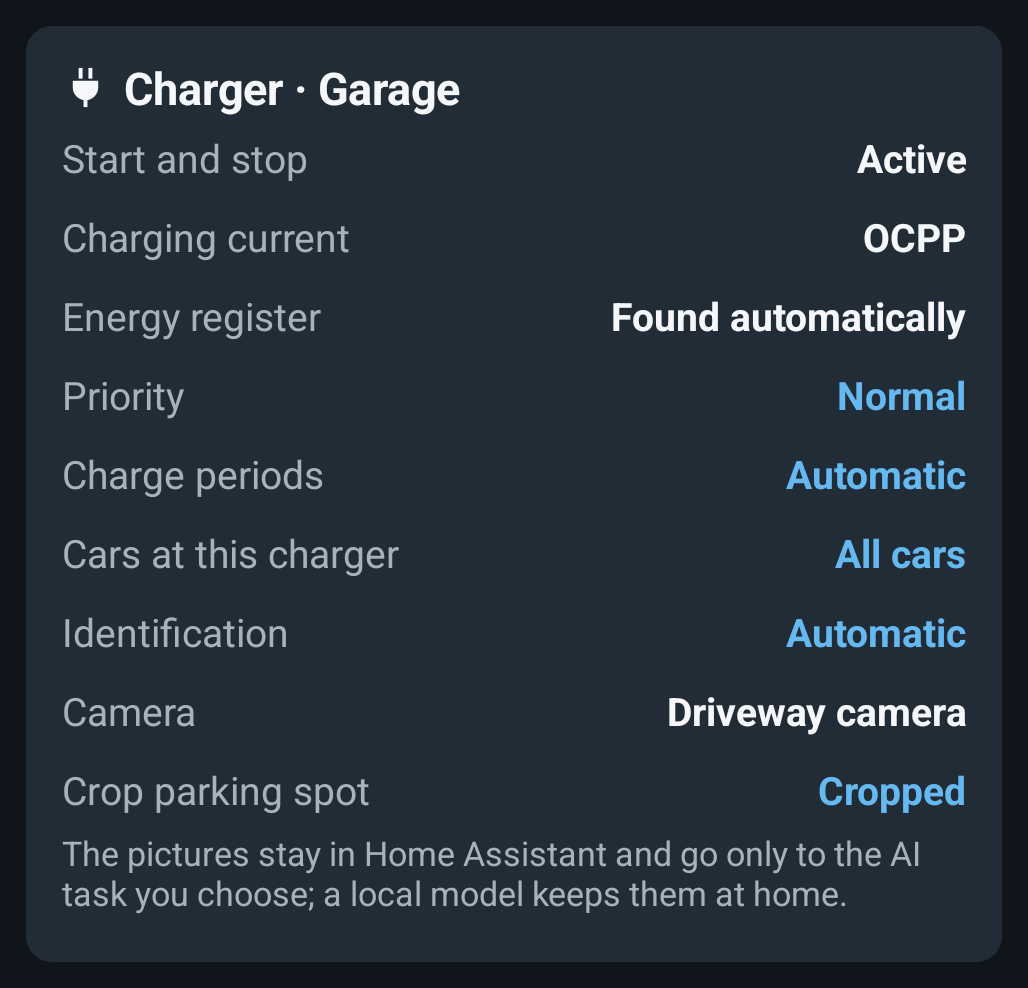 Charger · Garage
Start and stop Active
Charging current OCPP
Energy register Found automatically
Priority Normal
Charge periods Automatic
Cars at this charger All cars
Identification Automatic
Camera Driveway camera
Crop parking spot Cropped
The pictures stay in Home Assistant and go only to the AI
task you choose; a local model keeps them at home.